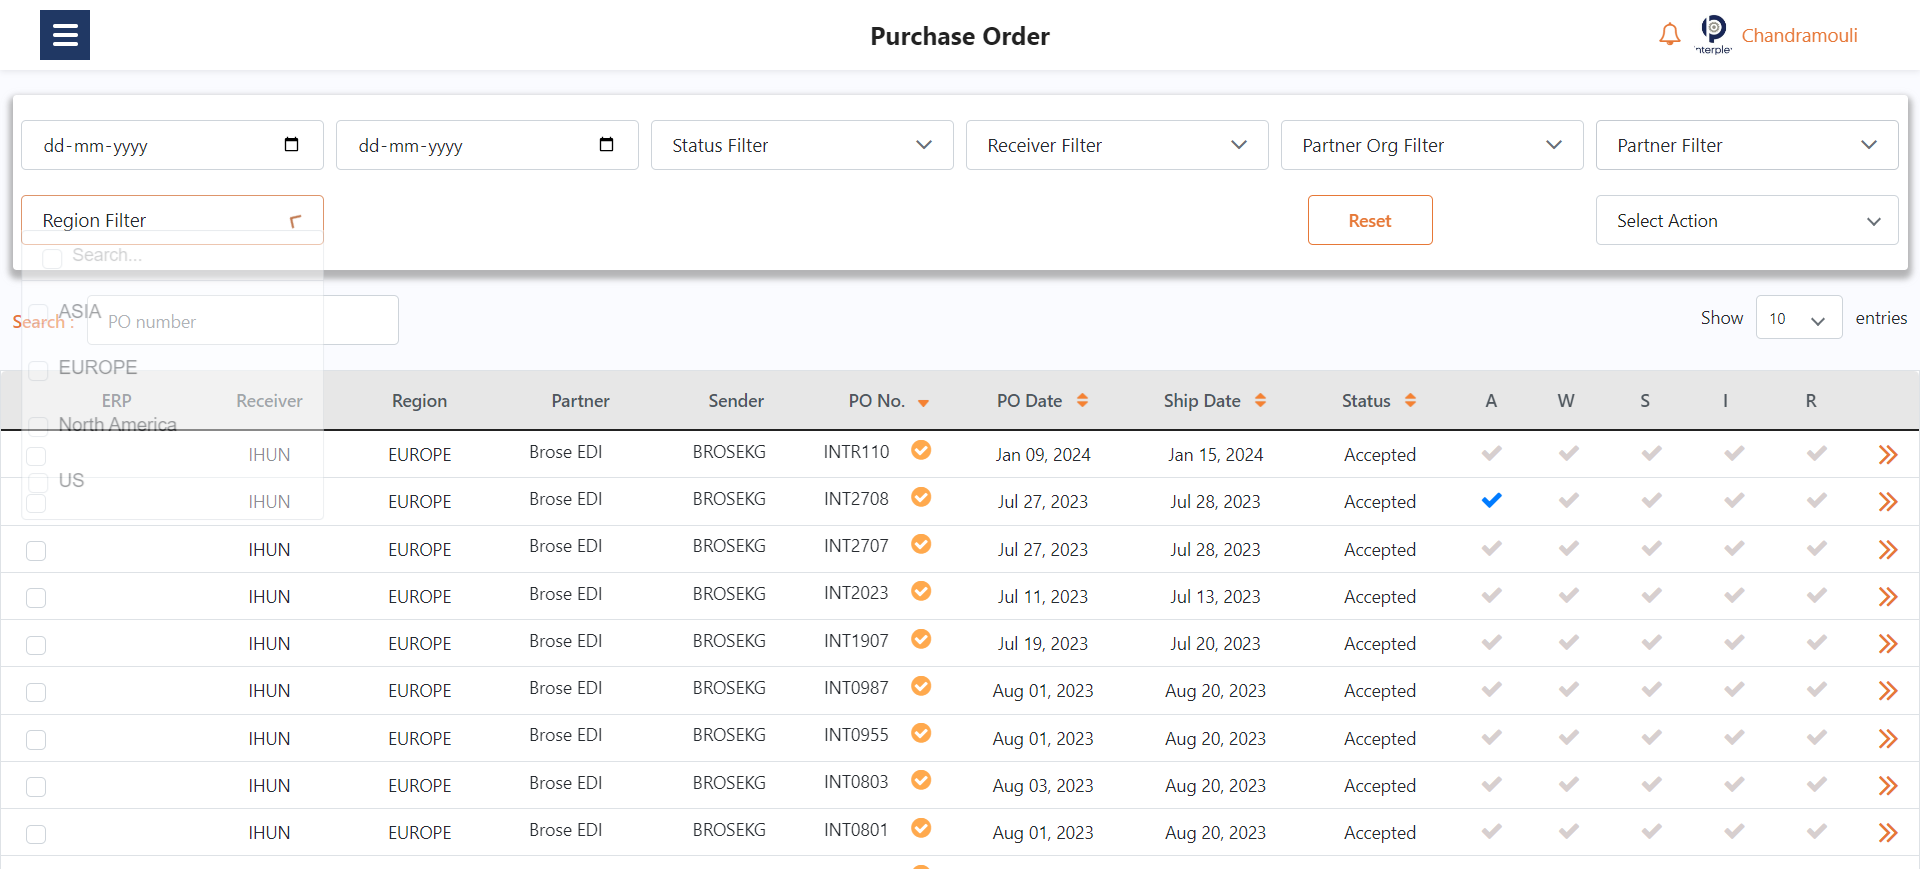 Purchase Order
nterple
Chandramouli
dd-mm-yyyy
dd-mm-yyyy
Status Filter
Receiver Filter
Partner Org Filter
Partner Filter
Region Filter
Reset
Select Action
Search...
ASIA
EUROPE
North America
US
Search :
PO number
Show 10 entries
ERP Receiver Region Partner Sender PO No. PO Date Ship Date Status A W S I R
IHUN EUROPE Brose EDI BROSEKG INTR110 Jan 09, 2024 Jan 15, 2024 Accepted
IHUN EUROPE Brose EDI BROSEKG INT2708 Jul 27, 2023 Jul 28, 2023 Accepted
IHUN EUROPE Brose EDI BROSEKG INT2707 Jul 27, 2023 Jul 28, 2023 Accepted
IHUN EUROPE Brose EDI BROSEKG INT2023 Jul 11, 2023 Jul 13, 2023 Accepted
IHUN EUROPE Brose EDI BROSEKG INT1907 Jul 19, 2023 Jul 20, 2023 Accepted
IHUN EUROPE Brose EDI BROSEKG INT0987 Aug 01, 2023 Aug 20, 2023 Accepted
IHUN EUROPE Brose EDI BROSEKG INT0955 Aug 01, 2023 Aug 20, 2023 Accepted
IHUN EUROPE Brose EDI BROSEKG INT0803 Aug 03, 2023 Aug 20, 2023 Accepted
IHUN EUROPE Brose EDI BROSEKG INT0801 Aug 01, 2023 Aug 20, 2023 Accepted